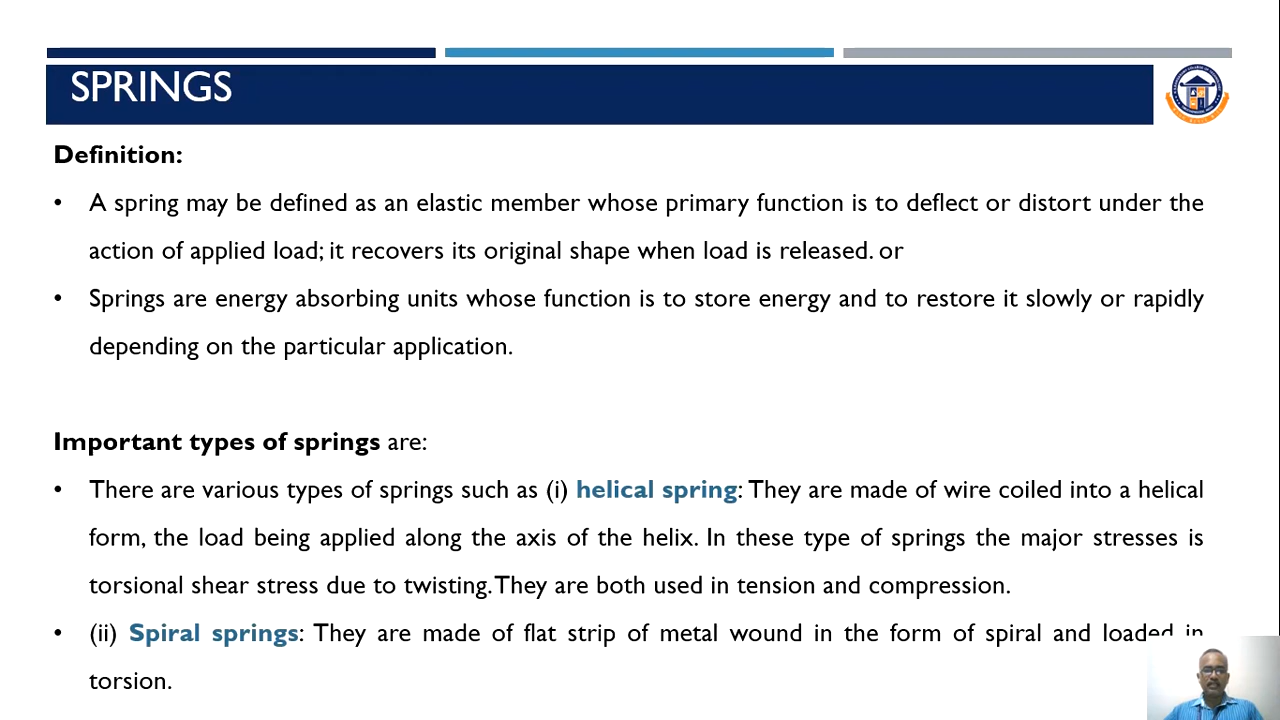 SPRINGS
Definition:
• A spring may be defined as an elastic member whose primary function is to deflect or distort under the
action of applied load; it recovers its original shape when load is released. or
• Springs are energy absorbing units whose function is to store energy and to restore it slowly or rapidly
depending on the particular application.
Important types of springs are:
• There are various types of springs such as (i) helical spring: They are made of wire coiled into a helical
form, the load being applied along the axis of the helix. In these type of springs the major stresses is
torsional shear stress due to twisting. They are both used in tension and compression.
• (ii) Spiral springs: They are made of flat strip of metal wound in the form of spiral and loaded in
torsion.